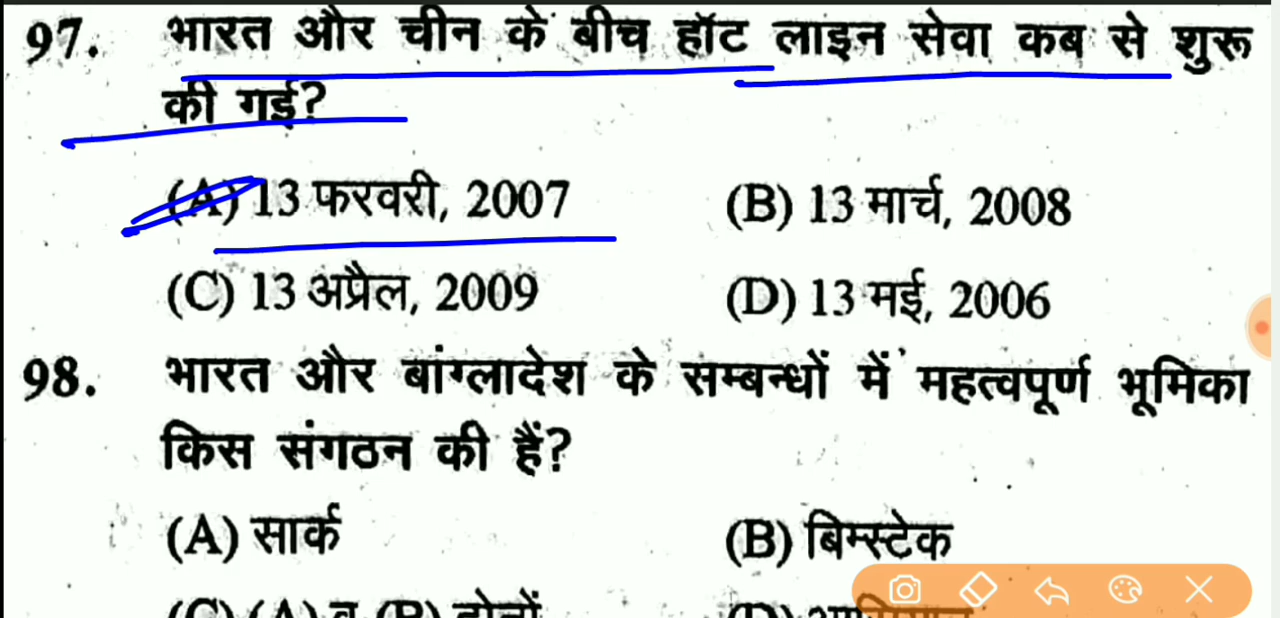 97. भारत और चीन के बीच हॉट लाइन सेवा कब से शुरू
की गई?
(A) 13 फरवरी, 2007 (B) 13 मार्च, 2008
(C) 13 अप्रैल, 2009 (D) 13 मई, 2006
98. भारत और बांग्लादेश के सम्बन्धों में महत्वपूर्ण भूमिका
किस संगठन की हैं?
(A) सार्क (B) बिम्स्टेक
(C) (A) व (B) दोनों (D)